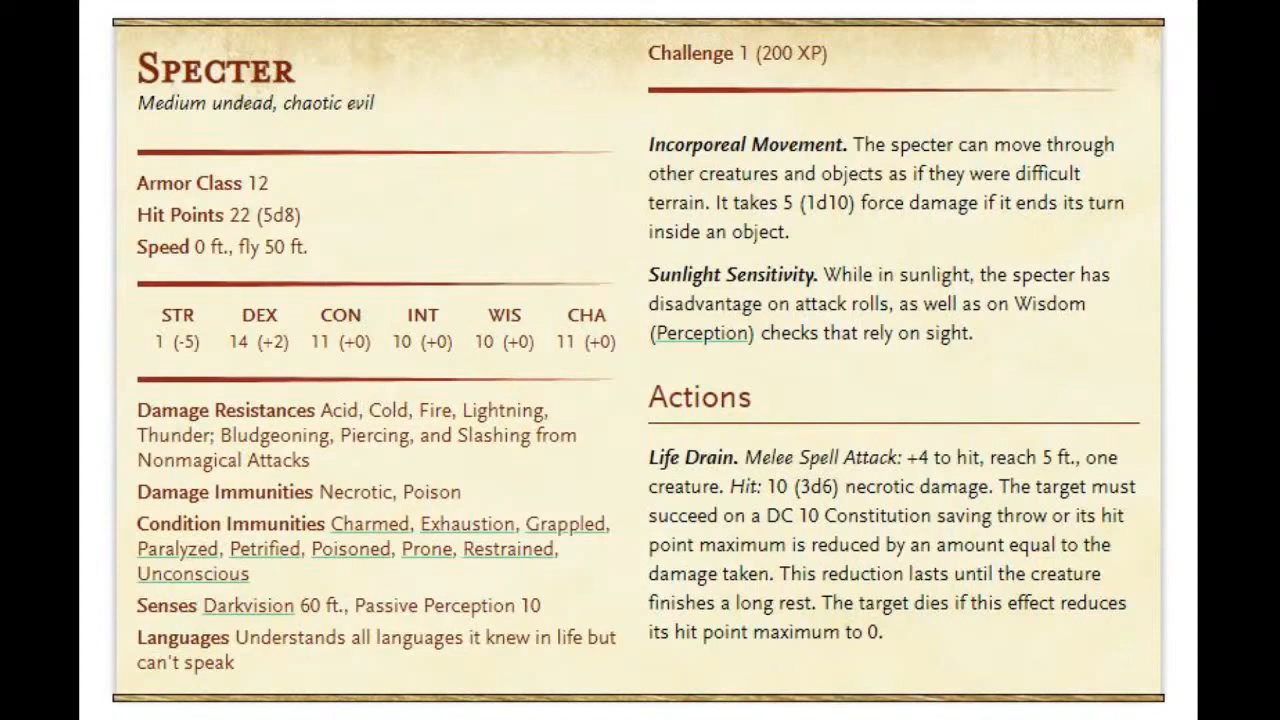 SPECTER
Medium undead, chaotic evil
Armor Class 12
Hit Points 22 (5d8)
Speed 0 ft., fly 50 ft.
STR DEX CON INT WIS CHA
1 (-5) 14 (+2) 11 (+0) 10 (+0) 10 (+0) 11 (+0)
Damage Resistances Acid, Cold, Fire, Lightning,
Thunder; Bludgeoning, Piercing, and Slashing from
Nonmagical Attacks
Damage Immunities Necrotic, Poison
Condition Immunities Charmed, Exhaustion, Grappled,
Paralyzed, Petrified, Poisoned, Prone, Restrained,
Unconscious
Senses Darkvision 60 ft., Passive Perception 10
Languages Understands all languages it knew in life but
can't speak
Challenge 1 (200 XP)
Incorporeal Movement. The specter can move through
other creatures and objects as if they were difficult
terrain. It takes 5 (1d10) force damage if it ends its turn
inside an object.
Sunlight Sensitivity. While in sunlight, the specter has
disadvantage on attack rolls, as well as on Wisdom
(Perception) checks that rely on sight.
Actions
Life Drain. Melee Spell Attack: +4 to hit, reach 5 ft., one
creature. Hit: 10 (3d6) necrotic damage. The target must
succeed on a DC 10 Constitution saving throw or its hit
point maximum is reduced by an amount equal to the
damage taken. This reduction lasts until the creature
finishes a long rest. The target dies if this effect reduces
its hit point maximum to 0.